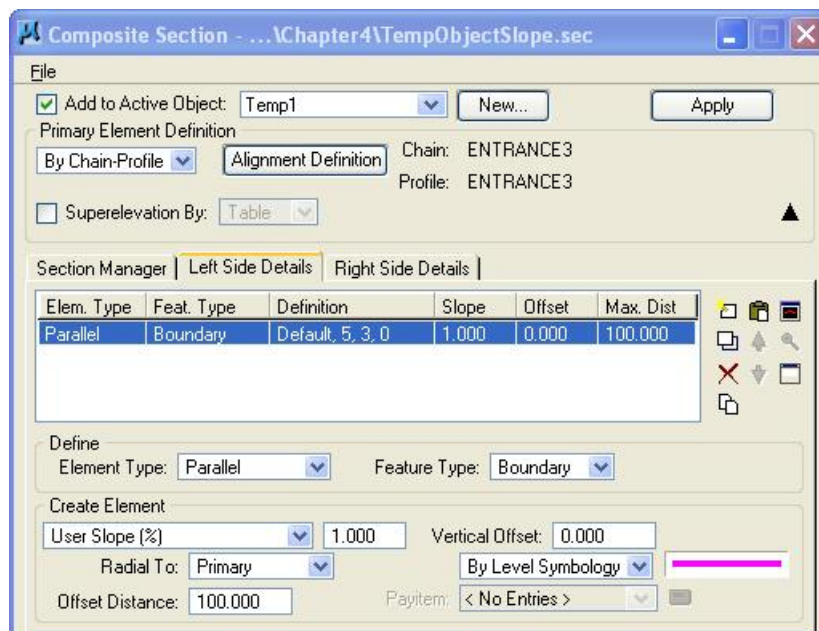 Composite Section - ...\Chapter4\TempObjectSlope.sec
File
Add to Active Object: Temp1 New... Apply
Primary Element Definition
By Chain-Profile Alignment Definition Chain: ENTRANCE3
Profile: ENTRANCE3
Superelevation By: Table
Section Manager Left Side Details Right Side Details
Elem. Type Feat. Type Definition Slope Offset Max. Dist
Parallel Boundary Default, 5, 3, 0 1.000 0.000 100.000
Define
Element Type: Parallel Feature Type: Boundary
Create Element
User Slope (%) 1.000 Vertical Offset: 0.000
Radial To: Primary By Level Symbology
Offset Distance: 100.000 Payitem: < No Entries >